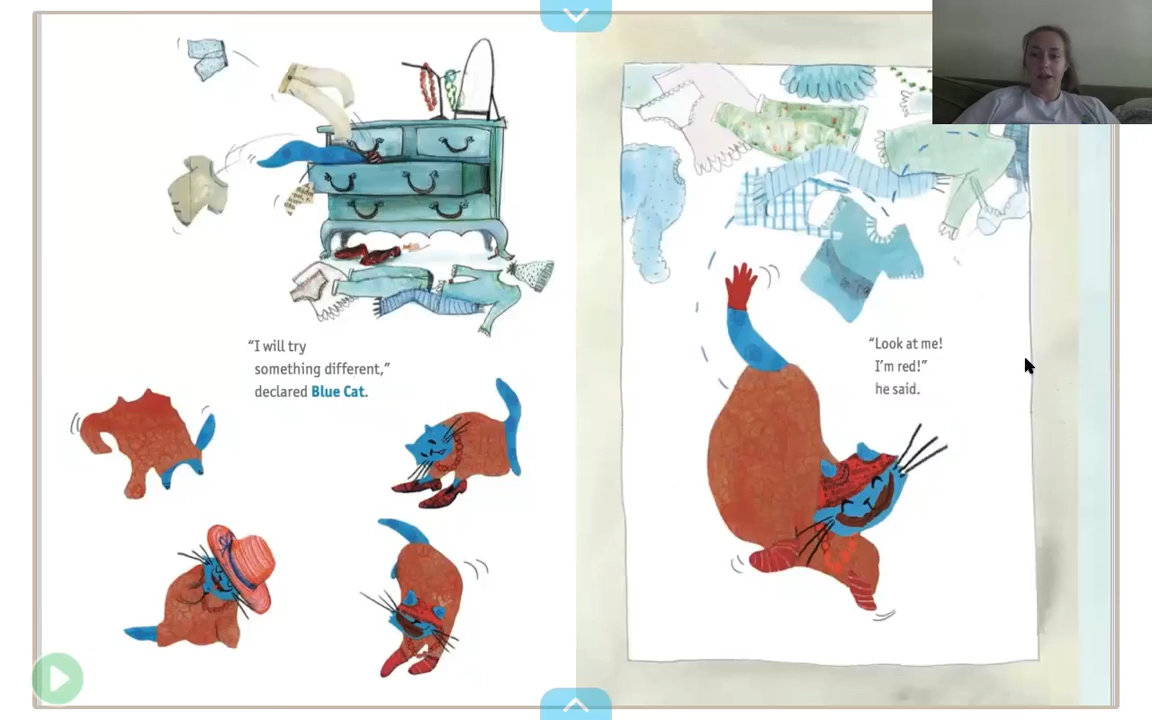 “I will try
something different,”
declared Blue Cat.
“Look at me!
I’m red!”
he said.